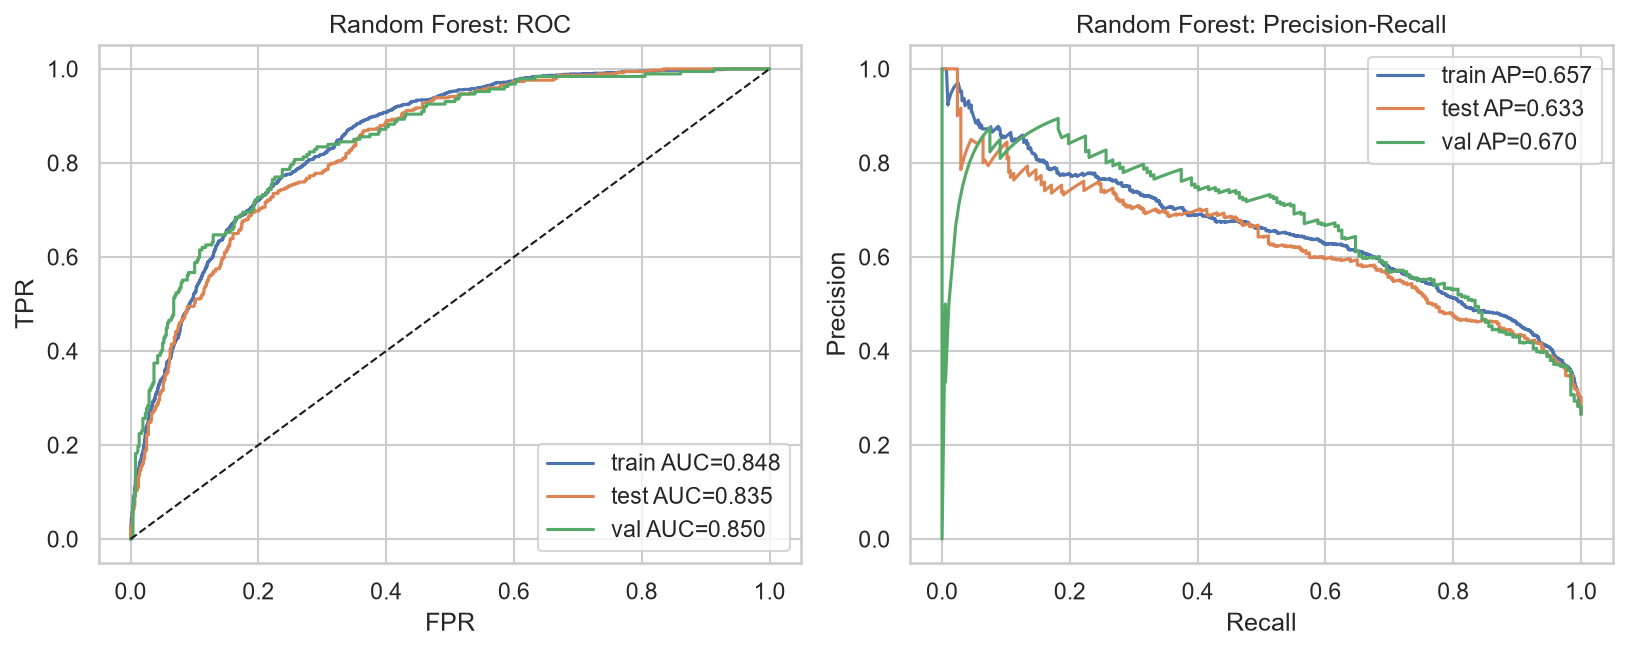 Random Forest: ROC
TPR
1.0
0.8
0.6
0.4
0.2
0.0
train AUC=0.848
test AUC=0.835
val AUC=0.850
0.0 0.2 0.4 0.6 0.8 1.0
FPR
Random Forest: Precision-Recall
Precision
1.0
0.8
0.6
0.4
0.2
0.0
train AP=0.657
test AP=0.633
val AP=0.670
0.0 0.2 0.4 0.6 0.8 1.0
Recall